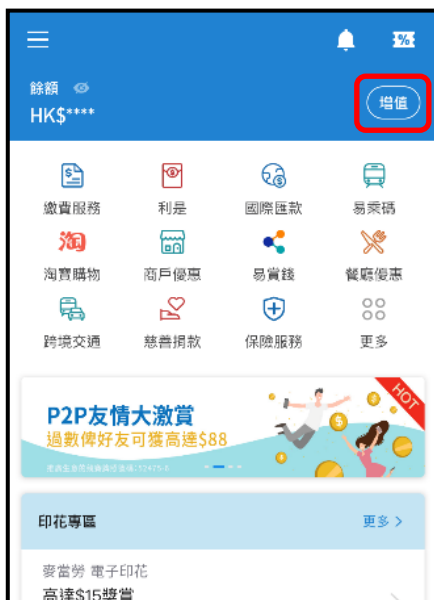 %
餘額
HK$****
增值
繳費服務
利是
國際匯款
易乘碼
淘
淘寶購物
商戶優惠
易賞錢
餐廳優惠
跨境交通
慈善捐款
保險服務
更多
HOT
P2P友情大激賞
過數俾好友可獲高達$88
印花專區
更多 >
麥當勞 電子印花
高達$15獎賞